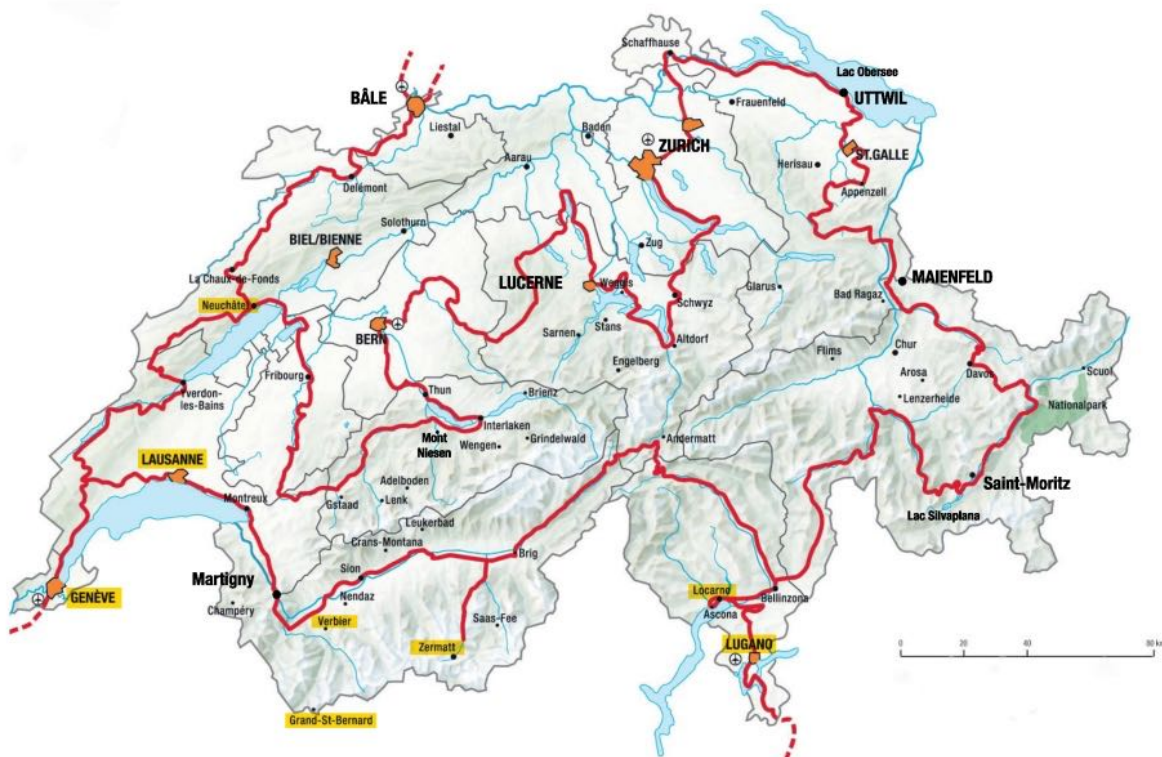 Schaffhause
Lac Obersee
UTTWIL
BÂLE
Frauenfeld
Liestal
Baden
ZURICH
ST.GALLE
Aarau
Herisau
Delémont
Appenzell
Solothurn
BIEL/BIENNE
Zug
La Chaux-de-Fonds
LUCERNE
Weggis
MAIENFELD
Glarus
Bad Ragaz
Neuchâtel
Schwyz
Stans
BERN
Sarnen
Altdorf
Engelberg
Flims
Chur
Fribourg
Arosa
Davos
Scuol
Yverdon-
les-Bains
Thun
Brienz
Lenzerheide
Nationalpark
Interlaken
Mont
Niesen
Wengen
Grindelwald
Andermatt
LAUSANNE
Adelboden
Saint-Moritz
Montreux
Gstaad
Lenk
Lac Silvaplana
Leukerbad
Crans-Montana
Brig
Martigny
Sion
GENÈVE
Champéry
Nendaz
Locarno
Bellinzona
Ascona
Verbier
Saas-Fee
Zermatt
LUGANO
0
20
40
80 km
Grand-St-Bernard